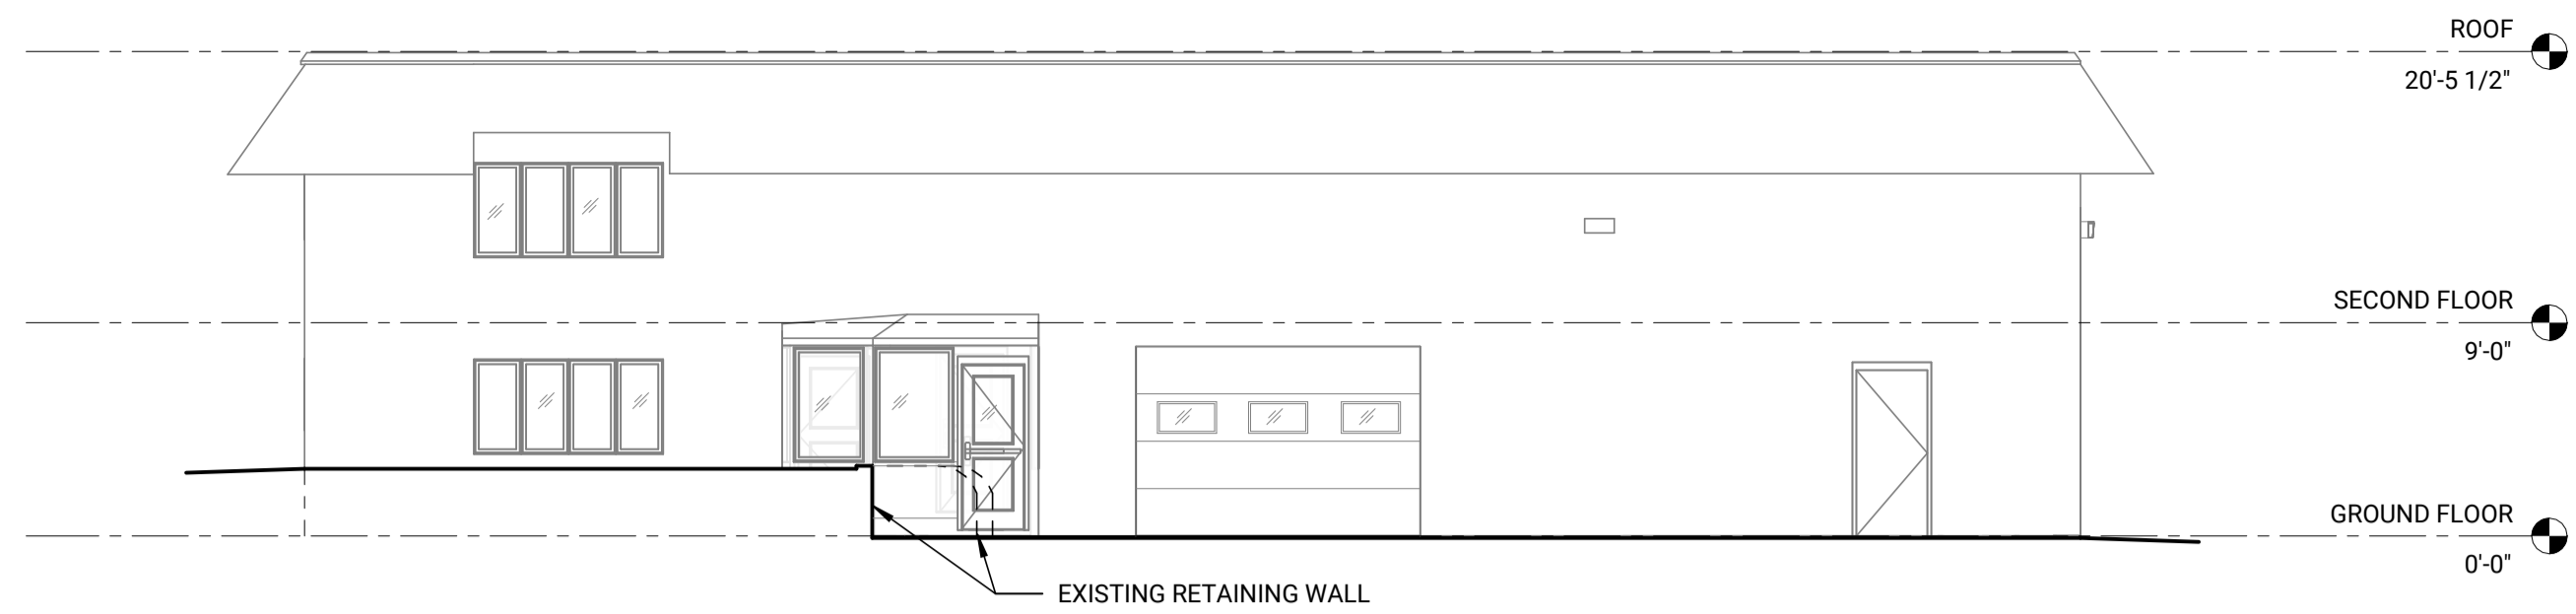 ROOF
20'-5 1/2"
SECOND FLOOR
9'-0"
GROUND FLOOR
0'-0"
EXISTING RETAINING WALL